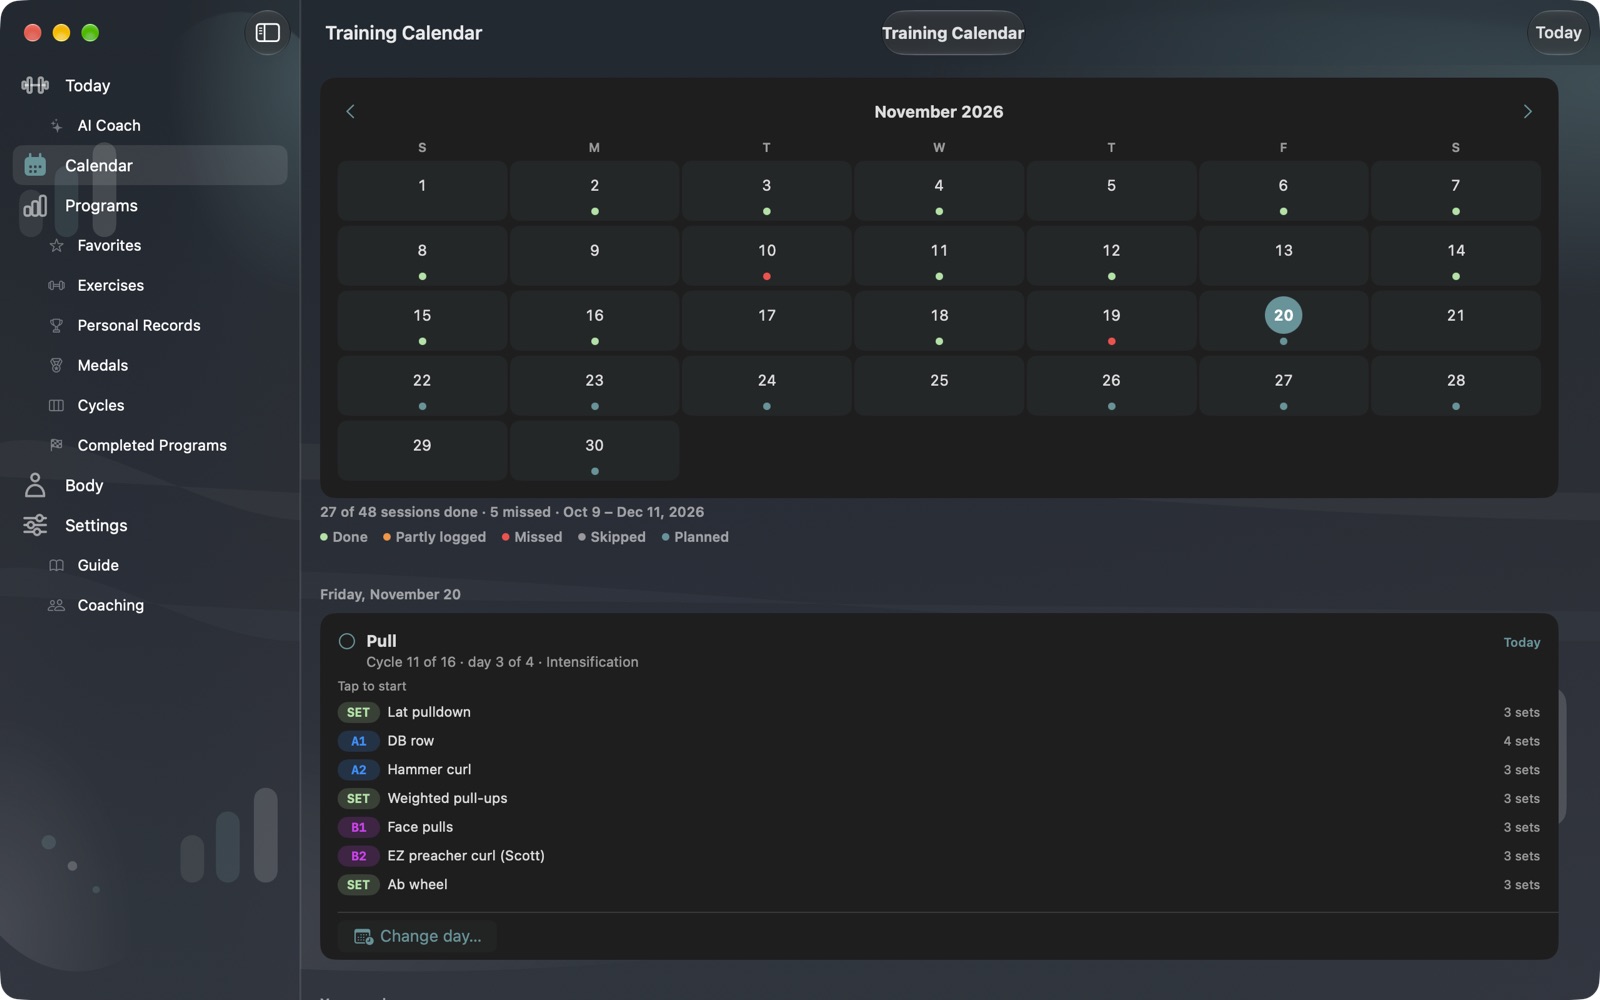 Training Calendar
Training Calendar
Today
Today
AI Coach
Calendar
Programs
Favorites
Exercises
Personal Records
Medals
Cycles
Completed Programs
Body
Settings
Guide
Coaching
November 2026
S M T W T F S
1 2 3 4 5 6 7
8 9 10 11 12 13 14
15 16 17 18 19 20 21
22 23 24 25 26 27 28
29 30
27 of 48 sessions done · 5 missed · Oct 9 – Dec 11, 2026
Done Partly logged Missed Skipped Planned
Friday, November 20
Pull Today
Cycle 11 of 16 · day 3 of 4 · Intensification
Tap to start
SET Lat pulldown 3 sets
A1 DB row 4 sets
A2 Hammer curl 3 sets
SET Weighted pull-ups 3 sets
B1 Face pulls 3 sets
B2 EZ preacher curl (Scott) 3 sets
SET Ab wheel 3 sets
Change day...